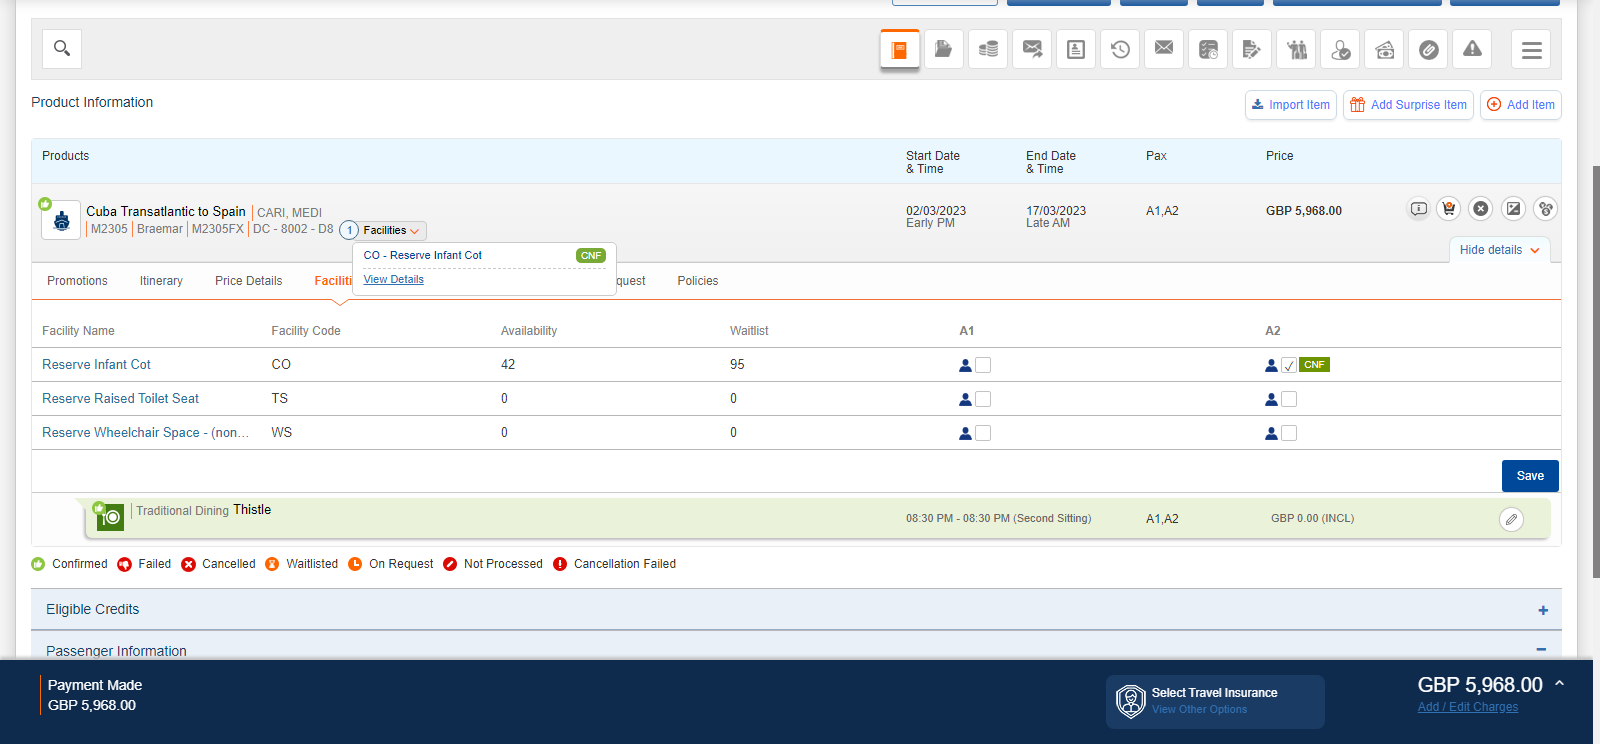 Product Information
Import Item
Add Surprise Item
Add Item
Products
Start Date
& Time
End Date
& Time
Pax
Price
Cuba Transatlantic to Spain
CARI, MEDI
M2305
Braemar
M2305FX
DC - 8002 - D8
1
Facilities
02/03/2023
Early PM
17/03/2023
Late AM
A1,A2
GBP 5,968.00
CO - Reserve Infant Cot
CNF
View Details
Hide details
Promotions
Itinerary
Price Details
Faciliti
quest
Policies
Facility Name
Facility Code
Availability
Waitlist
A1
A2
Reserve Infant Cot
CO
42
95
CNF
Reserve Raised Toilet Seat
TS
0
0
Reserve Wheelchair Space - (non...
WS
0
0
Save
Traditional Dining Thistle
08:30 PM - 08:30 PM (Second Sitting)
A1,A2
GBP 0.00 (INCL)
Confirmed
Failed
Cancelled
Waitlisted
On Request
Not Processed
Cancellation Failed
Eligible Credits
Passenger Information
Payment Made
GBP 5,968.00
Select Travel Insurance
View Other Options
GBP 5,968.00
Add / Edit Charges